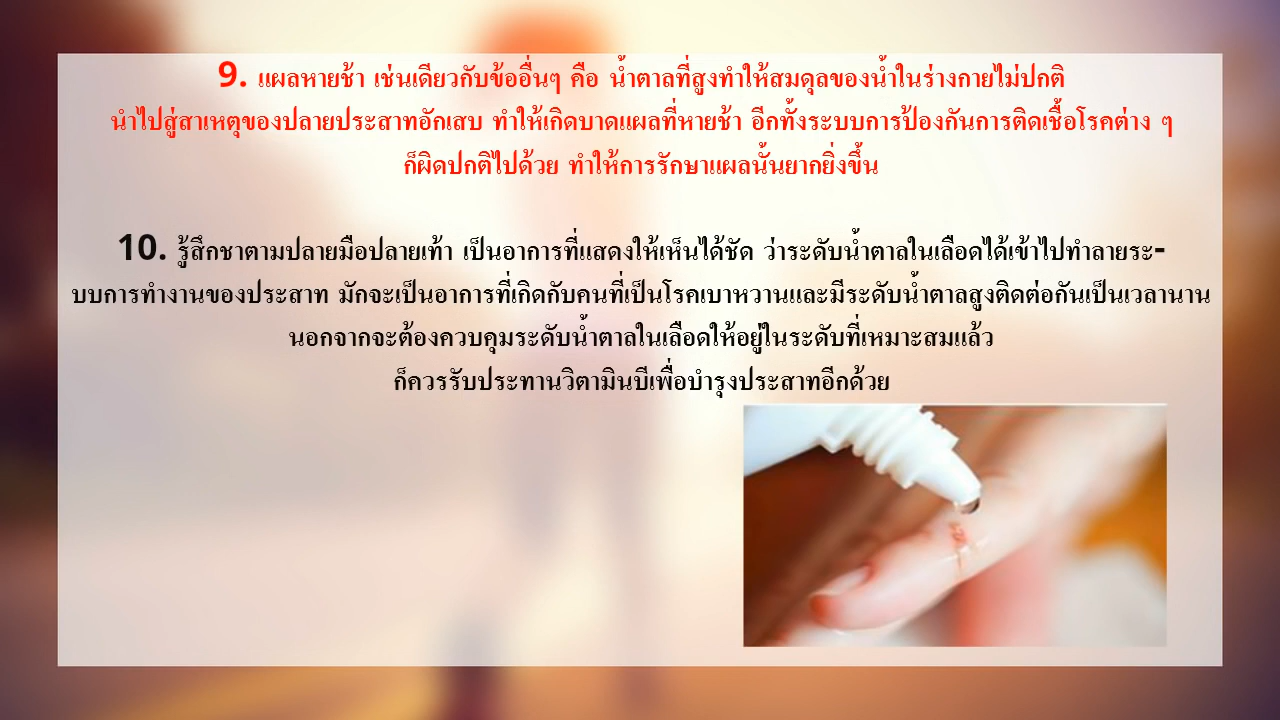 9. แผลหายช้า เช่นเดียวกับข้ออื่นๆ คือ น้ำตาลที่สูงทำให้สมดุลของน้ำในร่างกายไม่ปกติ
นำไปสู่สาเหตุของปลายประสาทอักเสบ ทำให้เกิดบาดแผลที่หายช้า อีกทั้งระบบการป้องกันการติดเชื้อโรคต่าง ๆ
ก็ผิดปกติไปด้วย ทำให้การรักษาแผลนั้นยากยิ่งขึ้น
10. รู้สึกชาตามปลายมือปลายเท้า เป็นอาการที่แสดงให้เห็นได้ชัด ว่าระดับน้ำตาลในเลือดได้เข้าไปทำลายระ-
บบการทำงานของประสาท มักจะเป็นอาการที่เกิดกับคนที่เป็นโรคเบาหวานและมีระดับน้ำตาลสูงติดต่อกันเป็นเวลานาน
นอกจากจะต้องควบคุมระดับน้ำตาลในเลือดให้อยู่ในระดับที่เหมาะสมแล้ว
ก็ควรรับประทานวิตามินบีเพื่อบำรุงประสาทอีกด้วย